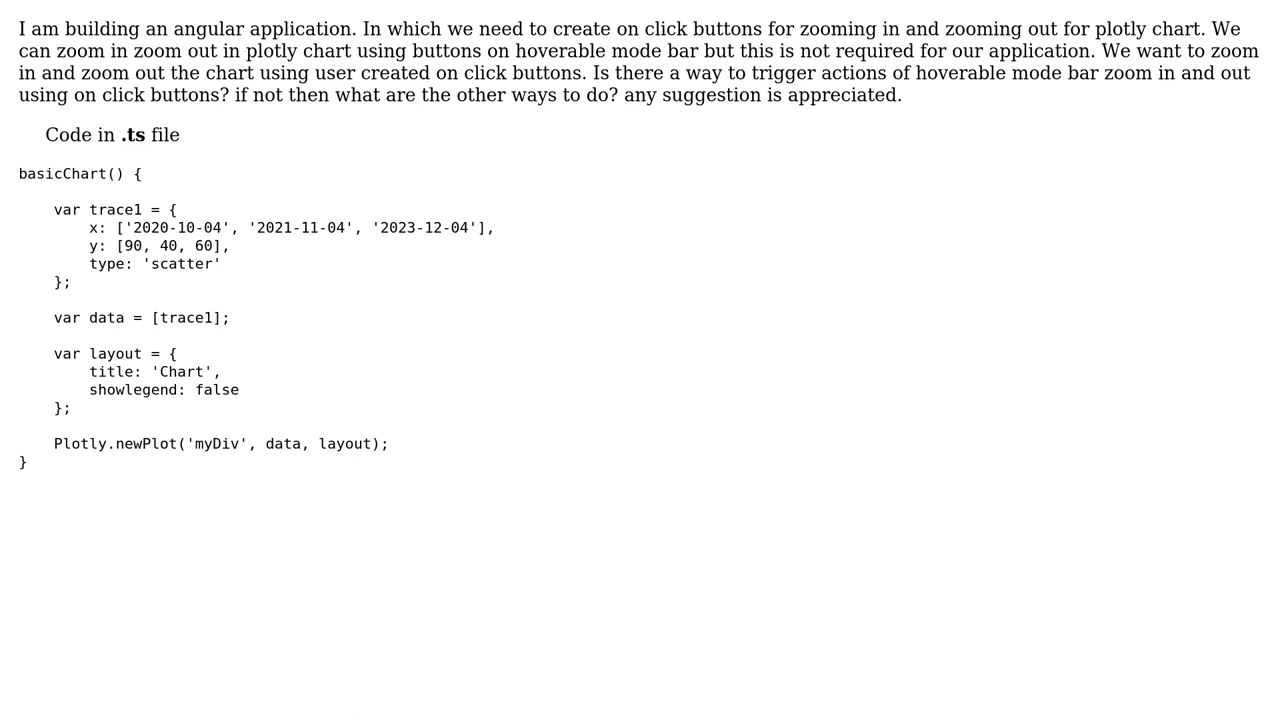 I am building an angular application. In which we need to create on click buttons for zooming in and zooming out for plotly chart. We
can zoom in zoom out in plotly chart using buttons on hoverable mode bar but this is not required for our application. We want to zoom
in and zoom out the chart using user created on click buttons. Is there a way to trigger actions of hoverable mode bar zoom in and out
using on click buttons? if not then what are the other ways to do? any suggestion is appreciated.
Code in .ts file
basicChart() {
    var trace1 = {
        x: ['2020-10-04', '2021-11-04', '2023-12-04'],
        y: [90, 40, 60],
        type: 'scatter'
    };
    var data = [trace1];
    var layout = {
        title: 'Chart',
        showlegend: false
    };
    Plotly.newPlot('myDiv', data, layout);
}